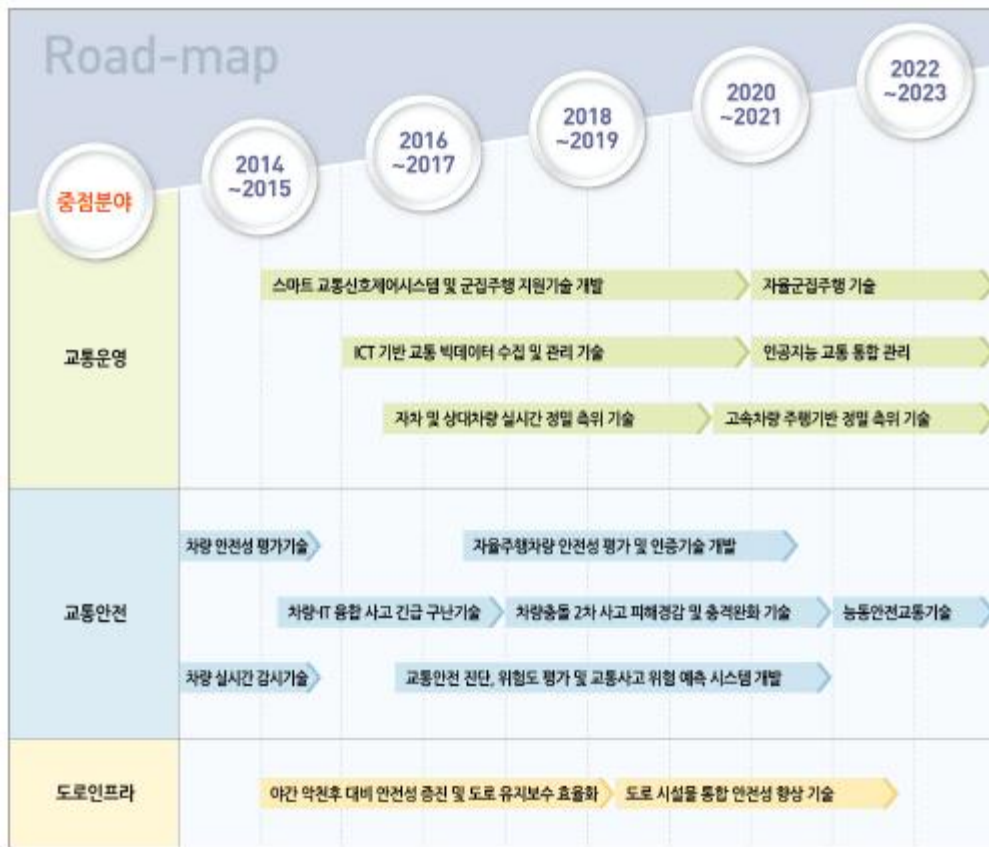 Road-map
중점분야
2014
~2015
2016
~2017
2018
~2019
2020
~2021
2022
~2023
교통운영
스마트 교통신호제어시스템 및 군집주행 지원기술 개발
자율군집주행 기술
ICT 기반 교통 빅데이터 수집 및 관리 기술
인공지능 교통 통합 관리
자차 및 상대차량 실시간 정밀 측위 기술
고속차량 주행기반 정밀 측위 기술
교통안전
차량 안전성 평가기술
자율주행차량 안전성 평가 및 인증기술 개발
차량-IT 융합 사고 긴급 구난기술
차량충돌 2차 사고 피해경감 및 충격완화 기술
능동안전교통기술
차량 실시간 감시기술
교통안전 진단, 위험도 평가 및 교통사고 위험 예측 시스템 개발
도로인프라
야간 악천후 대비 안전성 증진 및 도로 유지보수 효율화
도로 시설물 통합 안전성 향상 기술